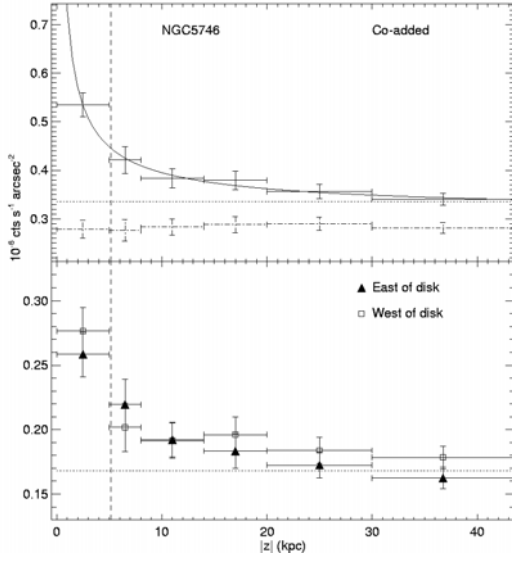 NGC5746 Co-added
0.7
0.6
0.5
0.4
0.3
10⁻⁶ cts s⁻¹ arcsec⁻²
▲ East of disk
□ West of disk
0.30
0.25
0.20
0.15
0 10 20 30 40
|z| (kpc)